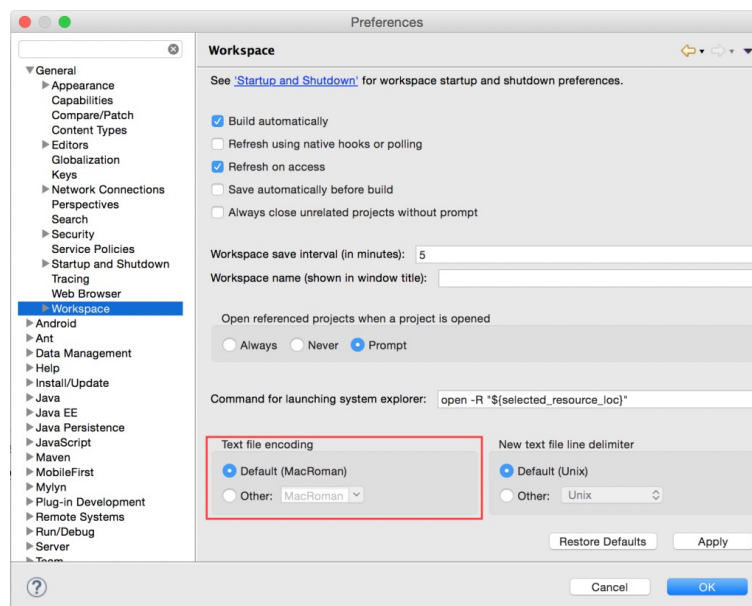 Preferences
Workspace
General
Appearance
Capabilities
Compare/Patch
Content Types
Editors
Globalization
Keys
Network Connections
Perspectives
Search
Security
Service Policies
Startup and Shutdown
Tracing
Web Browser
Workspace
Android
Ant
Data Management
Help
Install/Update
Java
Java EE
Java Persistence
JavaScript
Maven
MobileFirst
Mylyn
Plug-in Development
Remote Systems
Run/Debug
Server
Team
See 'Startup and Shutdown' for workspace startup and shutdown preferences.
Build automatically
Refresh using native hooks or polling
Refresh on access
Save automatically before build
Always close unrelated projects without prompt
Workspace save interval (in minutes): 5
Workspace name (shown in window title):
Open referenced projects when a project is opened
Always Never Prompt
Command for launching system explorer: open -R "${selected_resource_loc}"
Text file encoding
Default (MacRoman)
Other: MacRoman
New text file line delimiter
Default (Unix)
Other: Unix
Restore Defaults Apply
? Cancel OK